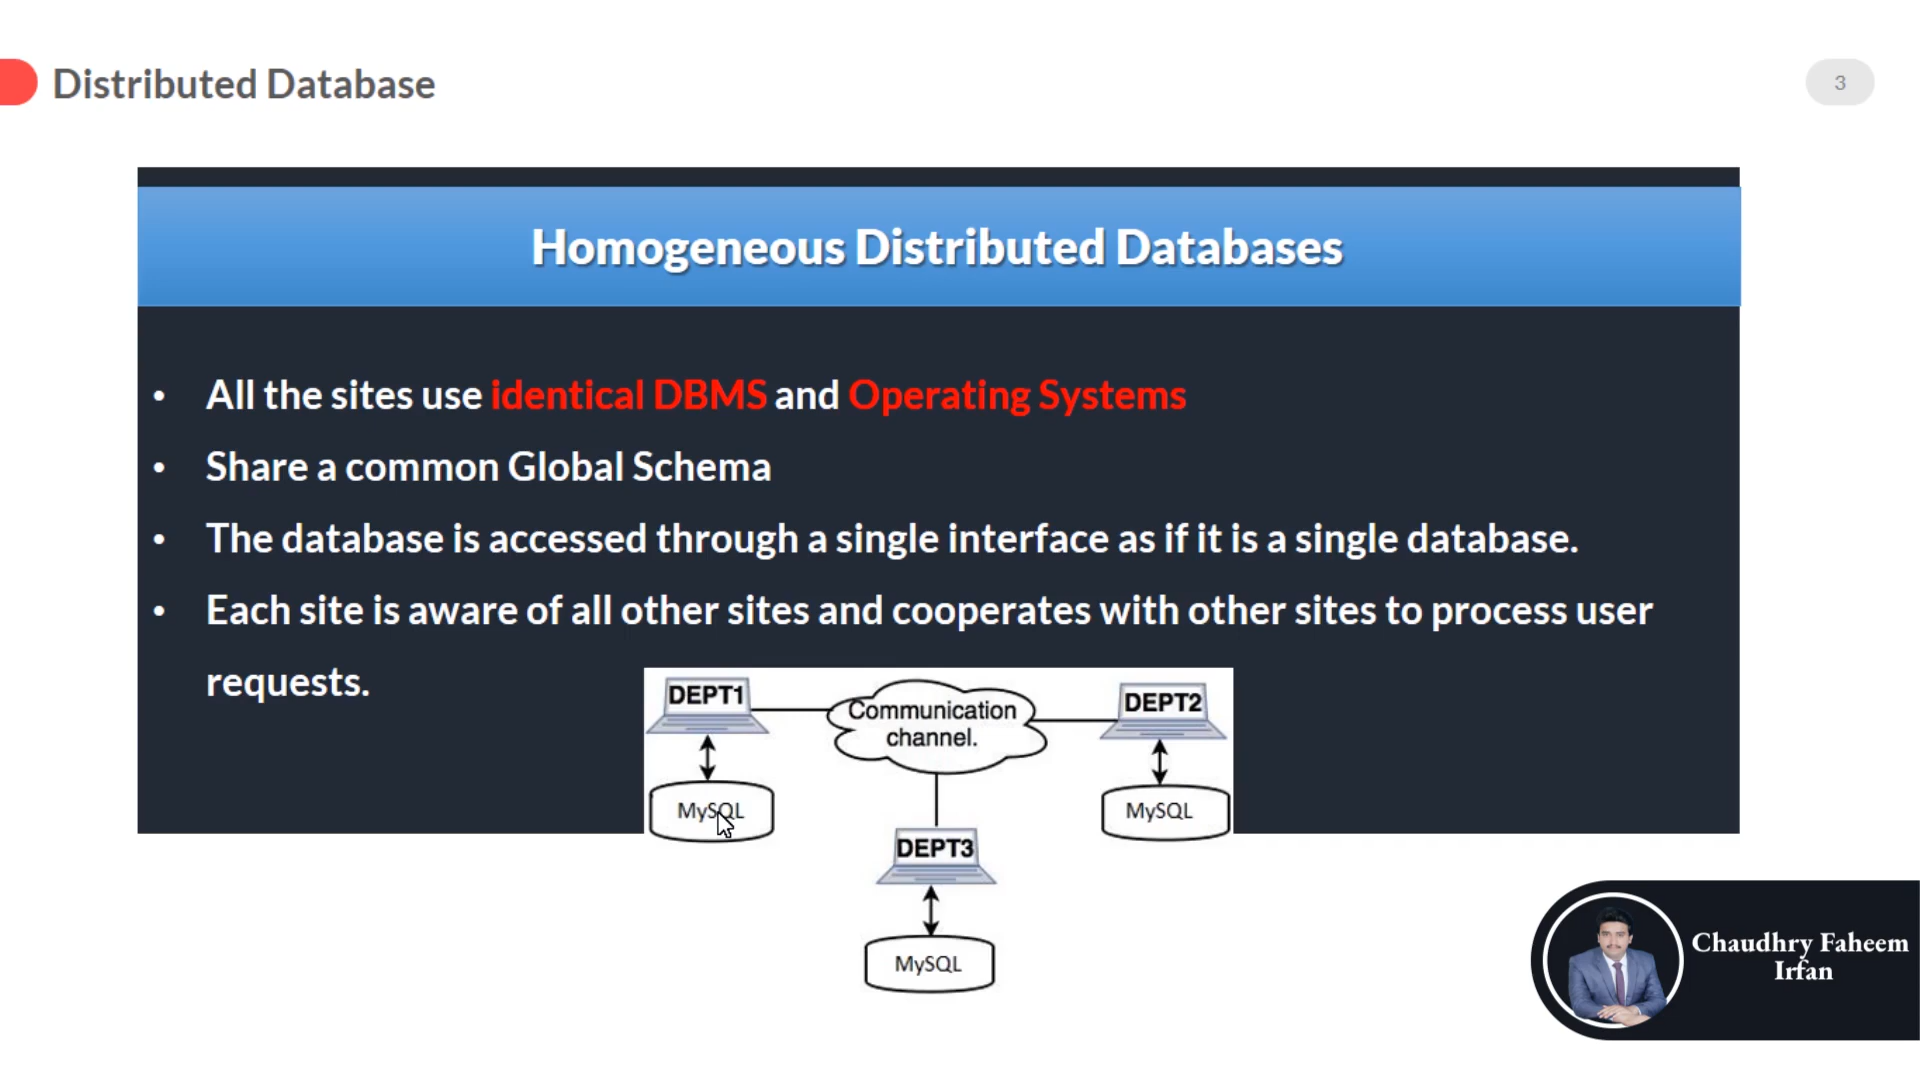 Distributed Database
3
Homogeneous Distributed Databases
• All the sites use identical DBMS and Operating Systems
• Share a common Global Schema
• The database is accessed through a single interface as if it is a single database.
• Each site is aware of all other sites and cooperates with other sites to process user
requests.
DEPT1
Communication
channel.
DEPT2
MySQL
MySQL
DEPT3
MySQL
Chaudhry Faheem
Irfan